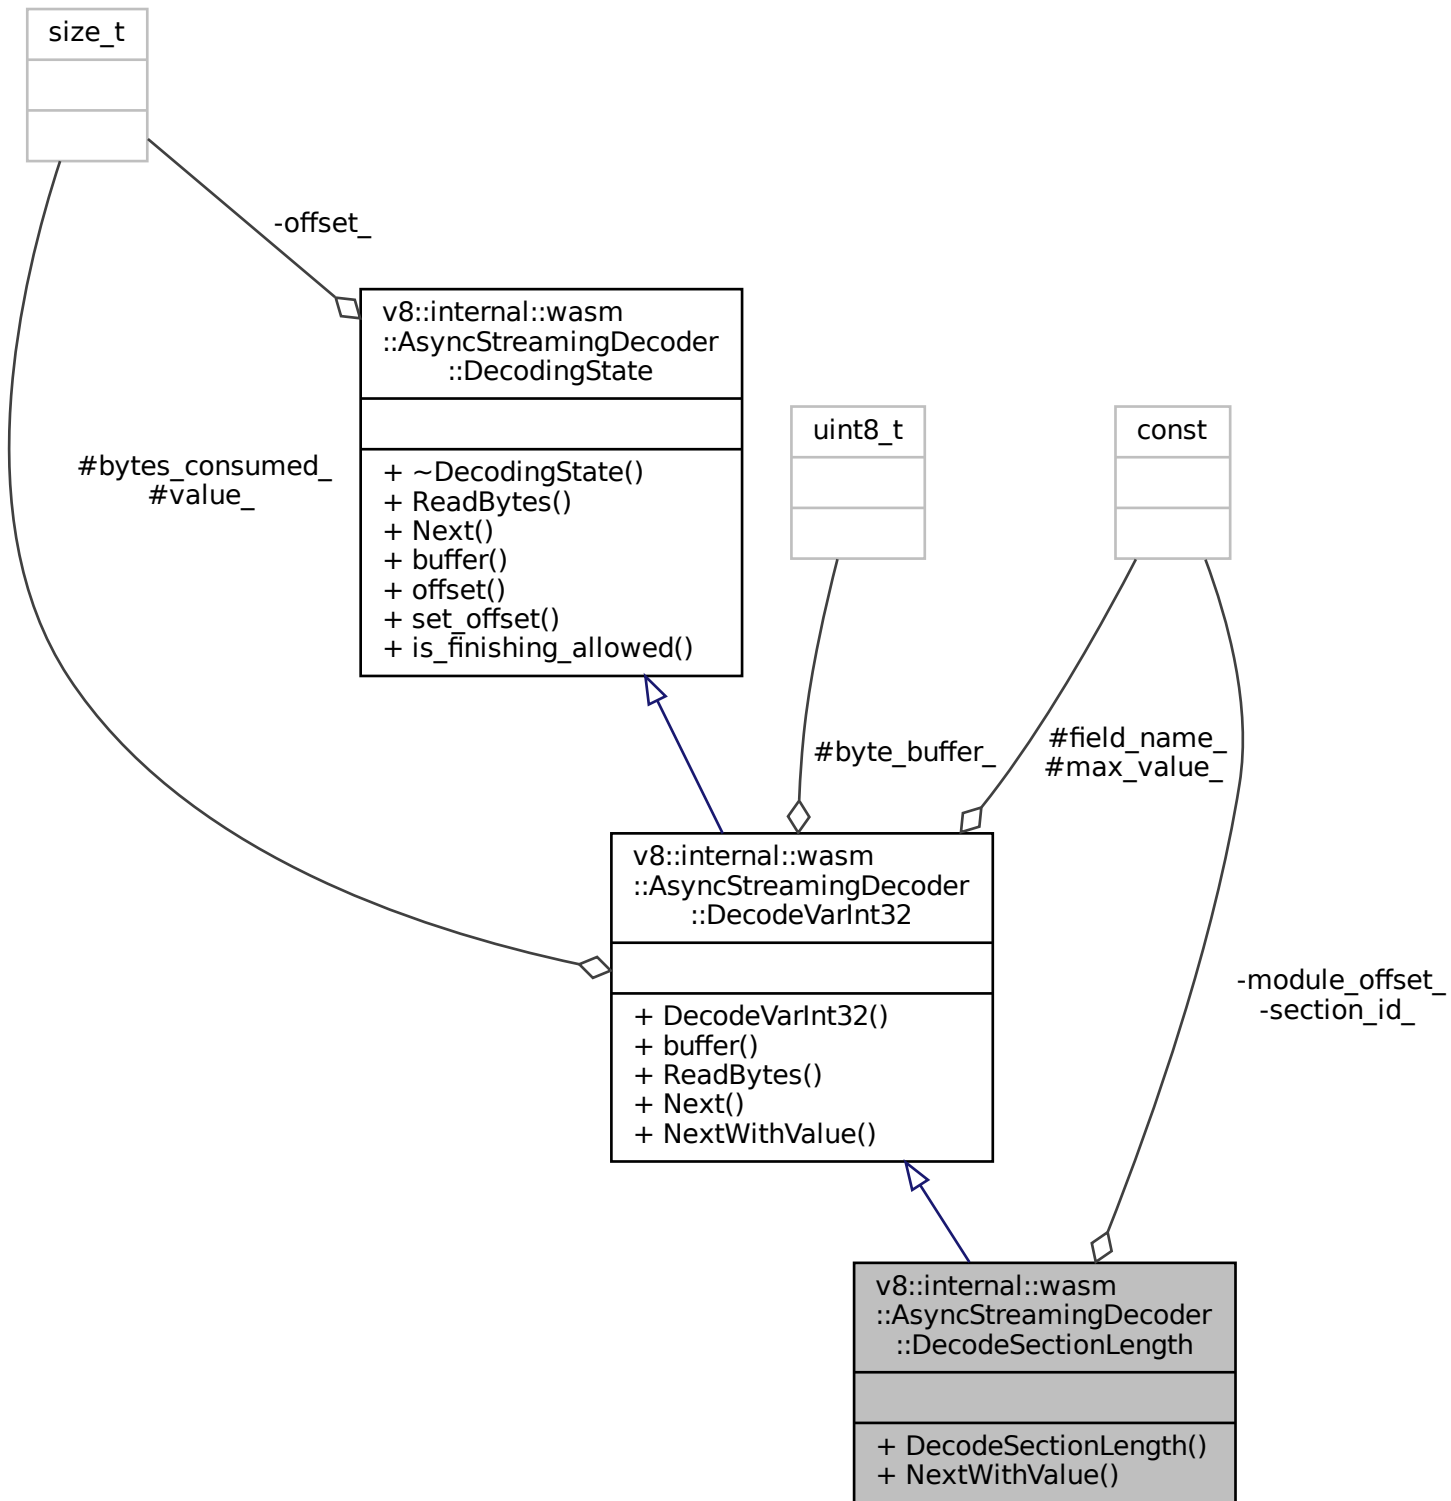 size_t
-offset_
v8::internal::wasm
::AsyncStreamingDecoder
::DecodingState
+ ~DecodingState()
+ ReadBytes()
+ Next()
+ buffer()
+ offset()
+ set_offset()
+ is_finishing_allowed()
#bytes_consumed_
#value_
uint8_t
const
#byte_buffer_
#field_name_
#max_value_
v8::internal::wasm
::AsyncStreamingDecoder
::DecodeVarInt32
+ DecodeVarInt32()
+ buffer()
+ ReadBytes()
+ Next()
+ NextWithValue()
-module_offset_
-section_id_
v8::internal::wasm
::AsyncStreamingDecoder
::DecodeSectionLength
+ DecodeSectionLength()
+ NextWithValue()